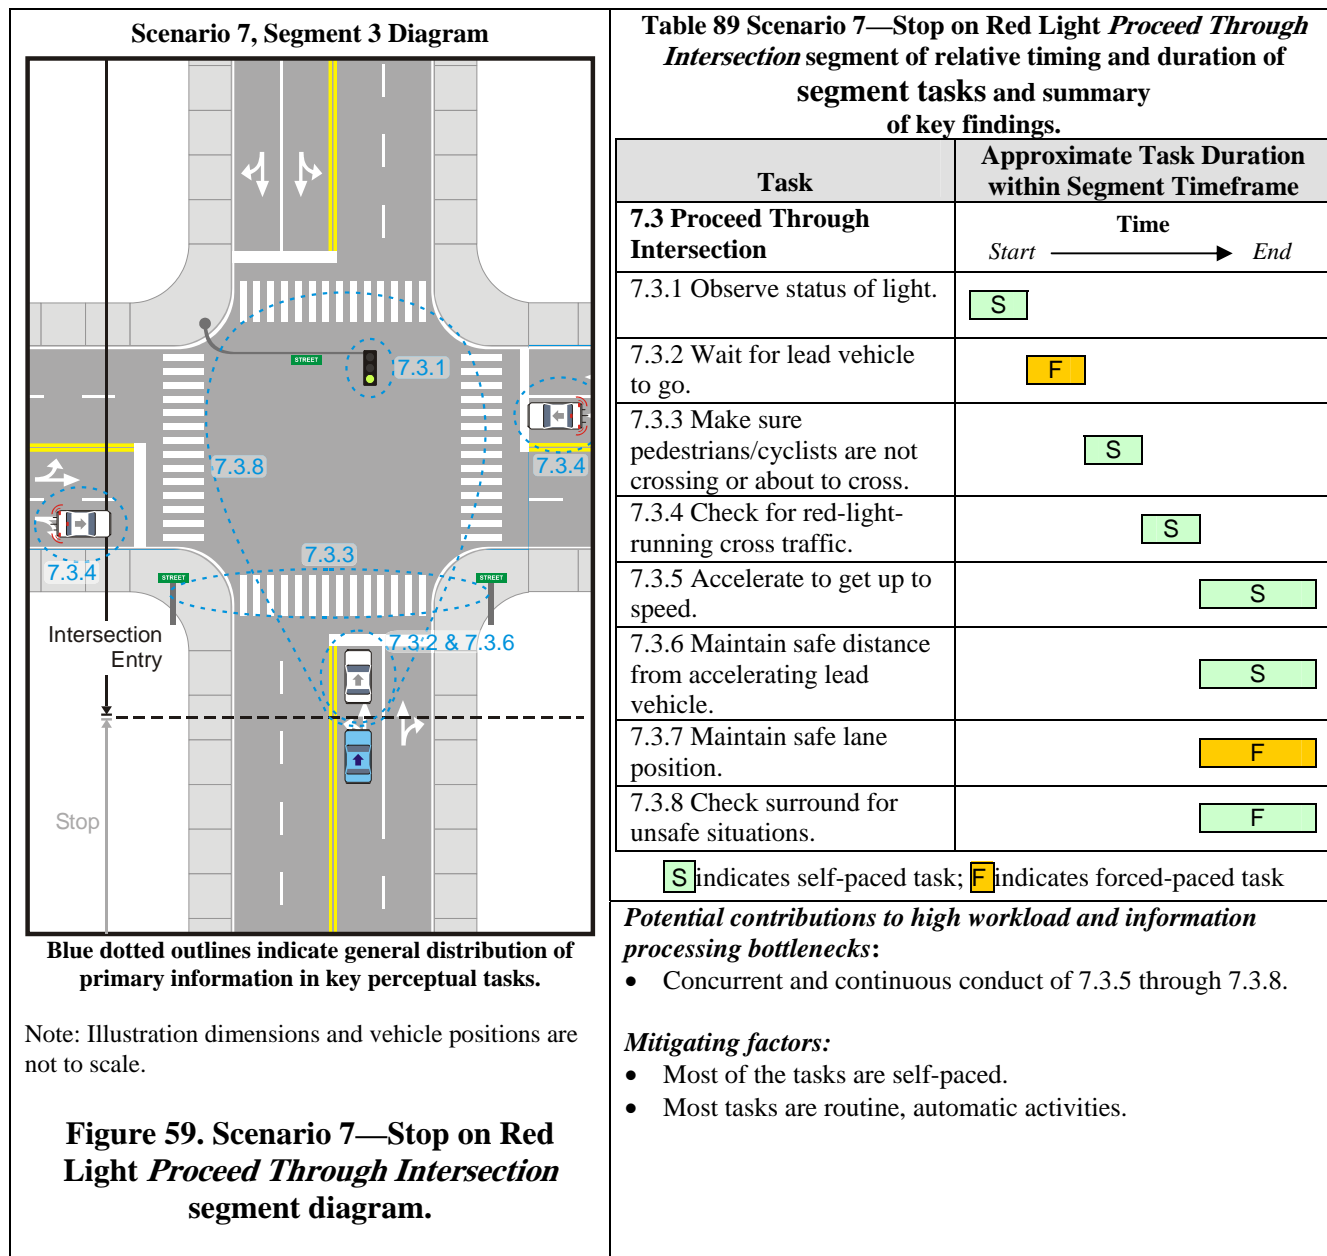 Scenario 7, Segment 3 Diagram
STREET
7.3.1
7.3.8
7.3.4
7.3.4
7.3.3
STREET
STREET
Intersection
Entry
7.3.2 & 7.3.6
Stop
Blue dotted outlines indicate general distribution of
primary information in key perceptual tasks.
Note: Illustration dimensions and vehicle positions are
not to scale.
Figure 59. Scenario 7—Stop on Red
Light Proceed Through Intersection
segment diagram.
Table 89 Scenario 7—Stop on Red Light Proceed Through
Intersection segment of relative timing and duration of
segment tasks and summary
of key findings.
Task
Approximate Task Duration
within Segment Timeframe
7.3 Proceed Through
Intersection
Time
Start End
7.3.1 Observe status of light.
S
7.3.2 Wait for lead vehicle
to go.
F
7.3.3 Make sure
pedestrians/cyclists are not
crossing or about to cross.
S
7.3.4 Check for red-light-
running cross traffic.
S
7.3.5 Accelerate to get up to
speed.
S
7.3.6 Maintain safe distance
from accelerating lead
vehicle.
S
7.3.7 Maintain safe lane
position.
F
7.3.8 Check surround for
unsafe situations.
F
S indicates self-paced task; F indicates forced-paced task
Potential contributions to high workload and information
processing bottlenecks:
• Concurrent and continuous conduct of 7.3.5 through 7.3.8.
Mitigating factors:
• Most of the tasks are self-paced.
• Most tasks are routine, automatic activities.